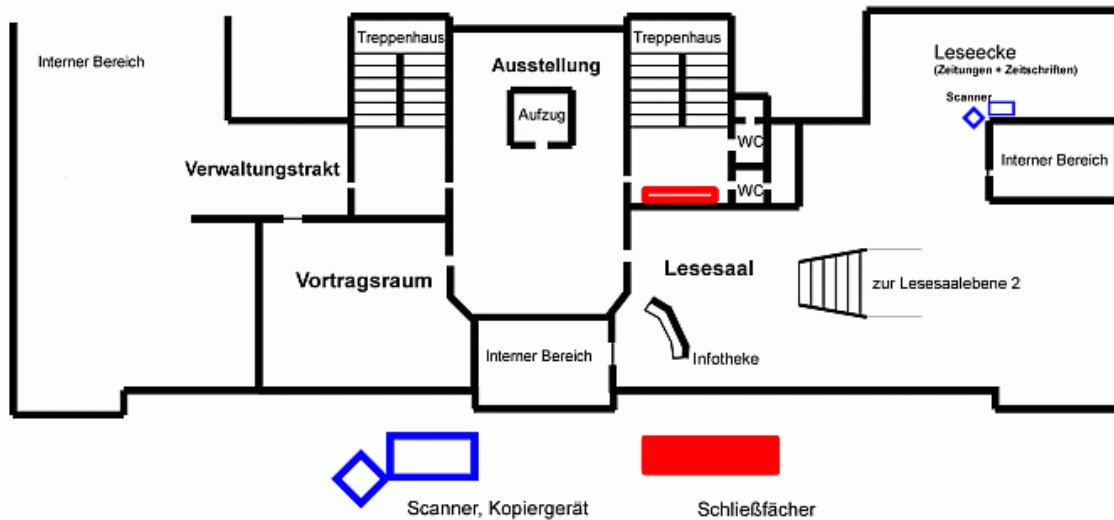 Treppenhaus
Treppenhaus
Leseecke
(Zeitungen + Zeitschriften)
Interner Bereich
Ausstellung
Scanner
Aufzug
WC
Interner Bereich
Verwaltungstrakt
WC
Vortragsraum
Lesesaal
zur Lesesaalebene 2
Interner Bereich
Infotheke
Scanner, Kopiergerät
Schließfächer